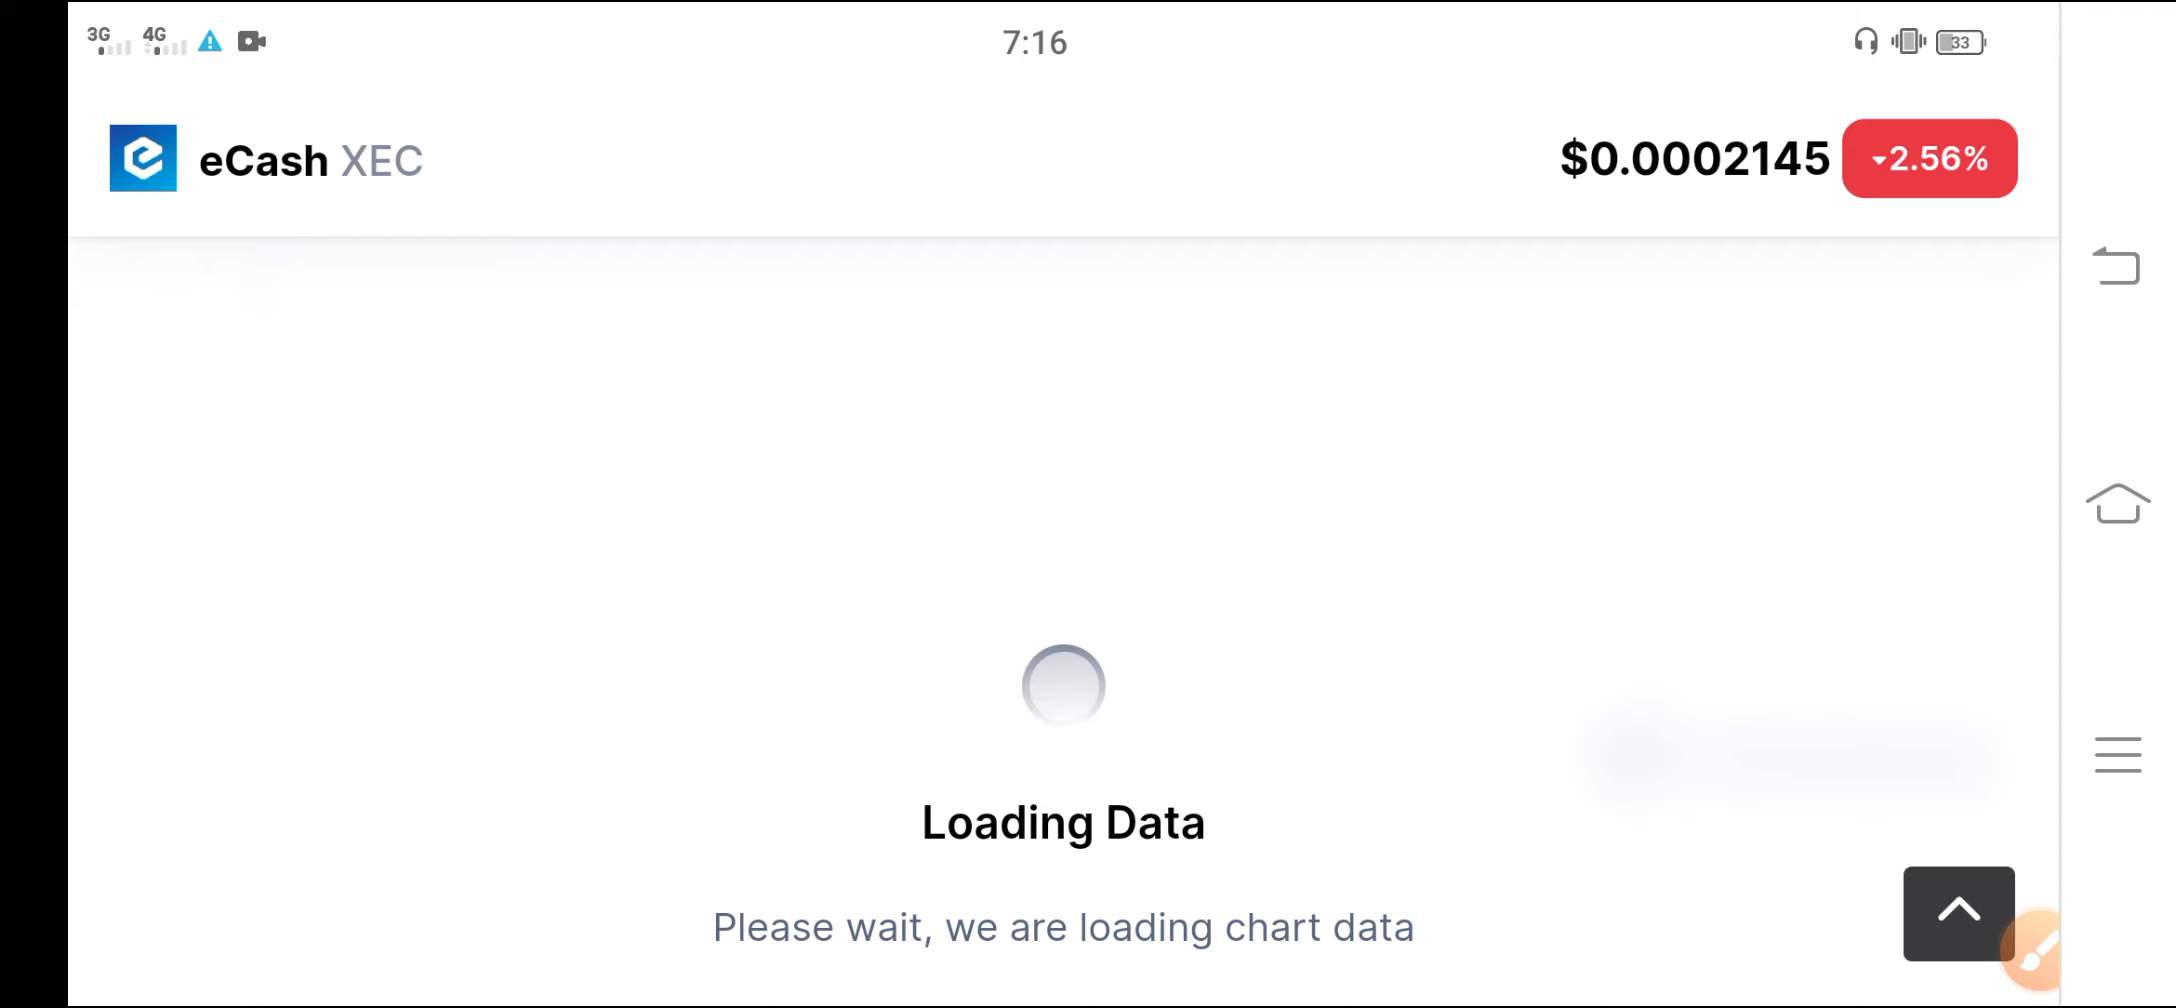 3G 4G 7:16 33
eCash XEC $0.0002145 2.56%
Loading Data
Please wait, we are loading chart data